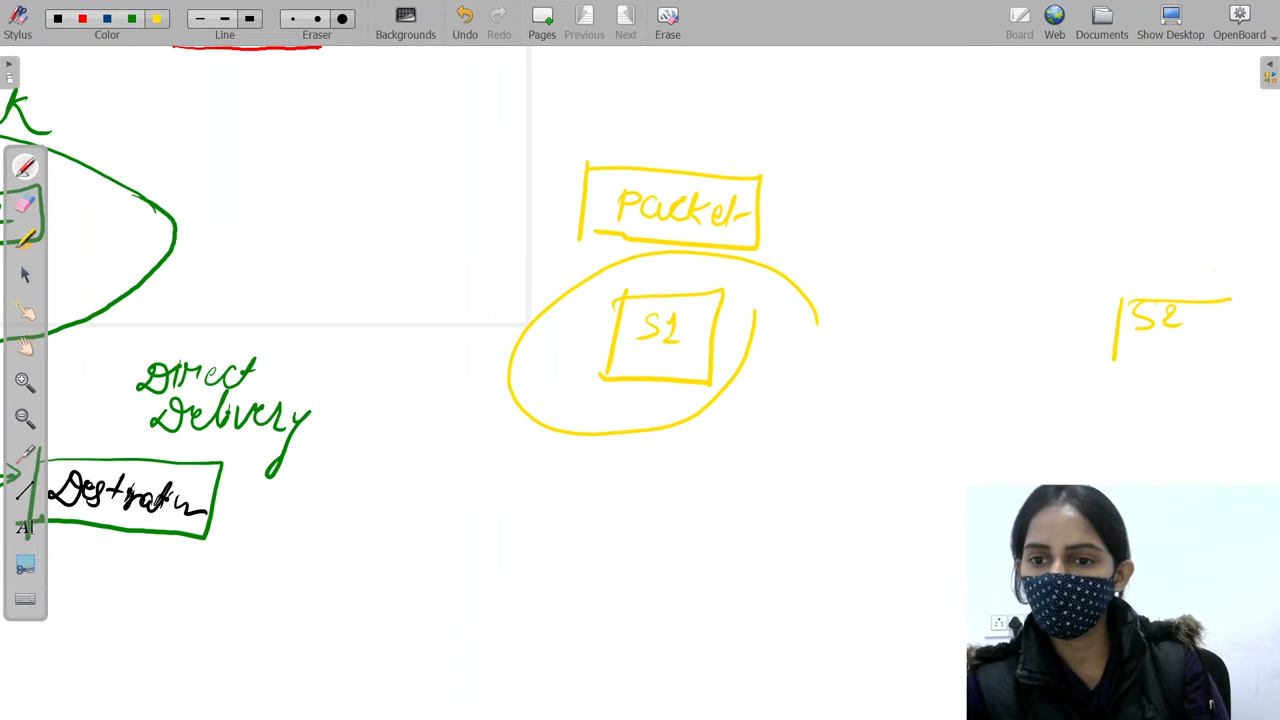 Stylus
Color
Line
Eraser
Backgrounds
Undo
Redo
Pages
Previous
Next
Erase
Board
Web
Documents
Show Desktop
OpenBoard
k
Packet
S1
S2
Direct
Delivery
Destination
AI